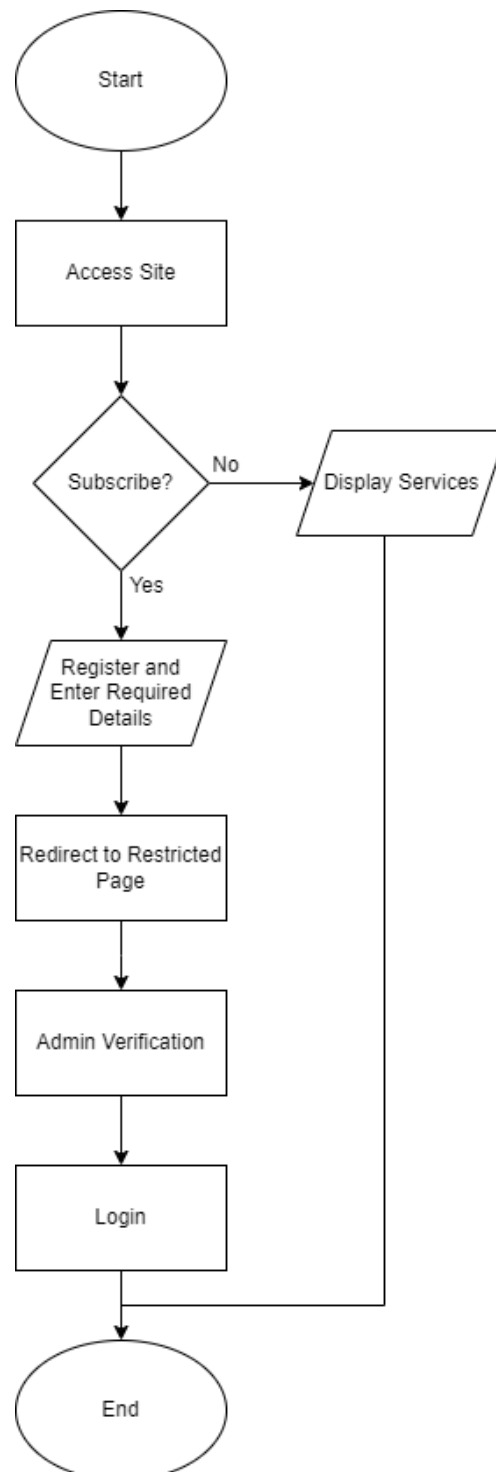 Start
Access Site
Subscribe?
No
Display Services
Yes
Register and
Enter Required
Details
Redirect to Restricted
Page
Admin Verification
Login
End